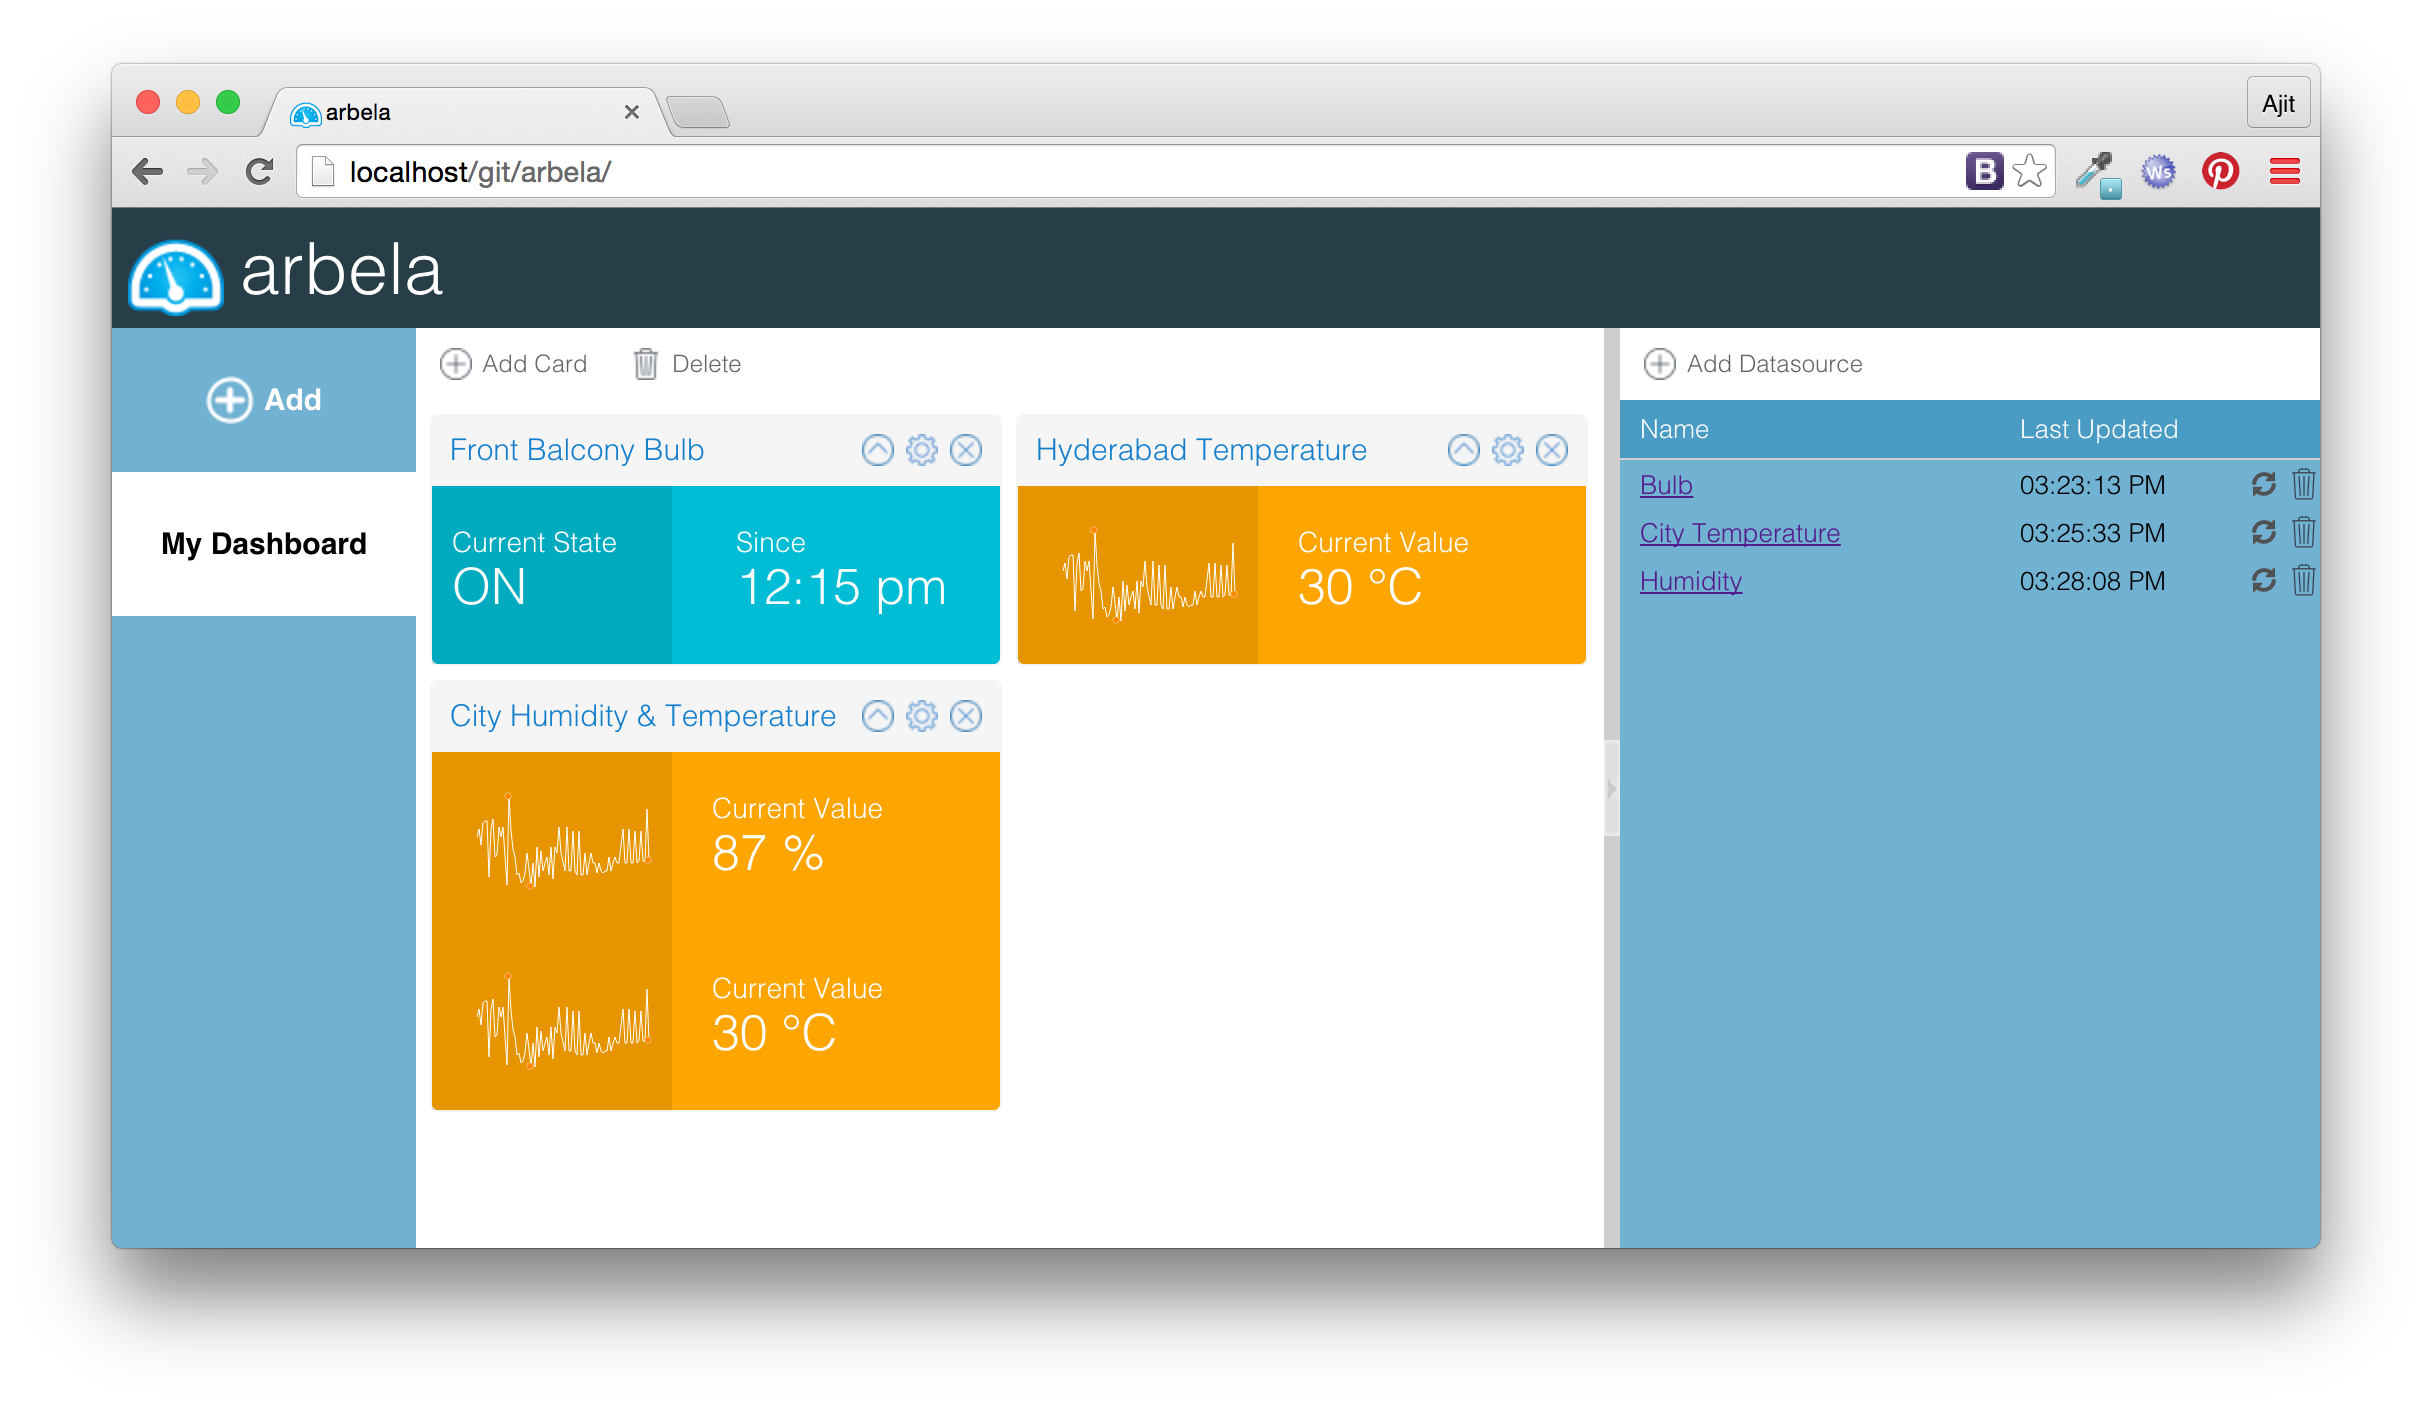 arbela
Ajit
localhost/git/arbela/
B
Ws
arbela
Add
My Dashboard
Add Card
Delete
Front Balcony Bulb
Current State
ON
Since
12:15 pm
Hyderabad Temperature
Current Value
30 °C
City Humidity & Temperature
Current Value
87 %
Current Value
30 °C
Add Datasource
Name Last Updated
Bulb 03:23:13 PM
City Temperature 03:25:33 PM
Humidity 03:28:08 PM